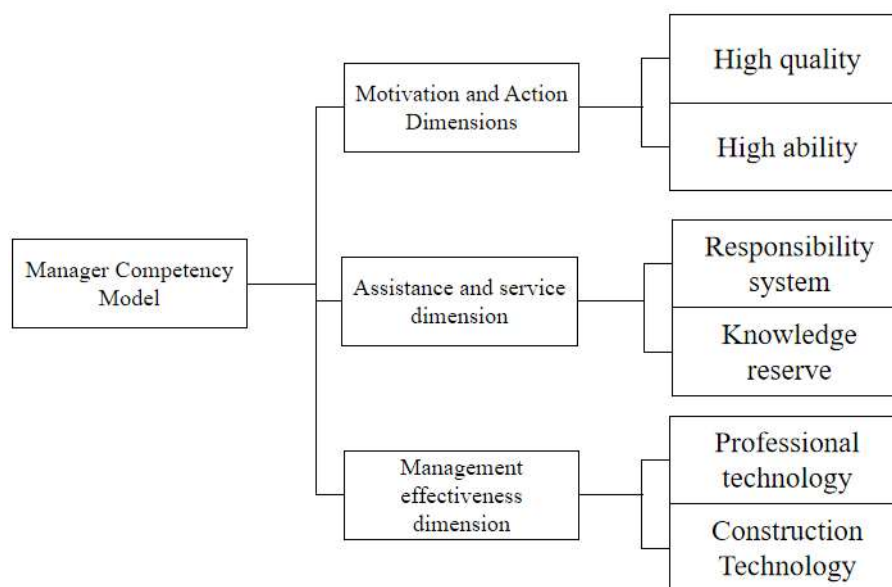 Manager Competency
Model
Motivation and Action
Dimensions
High quality
High ability
Assistance and service
dimension
Responsibility
system
Knowledge
reserve
Management
effectiveness
dimension
Professional
technology
Construction
Technology